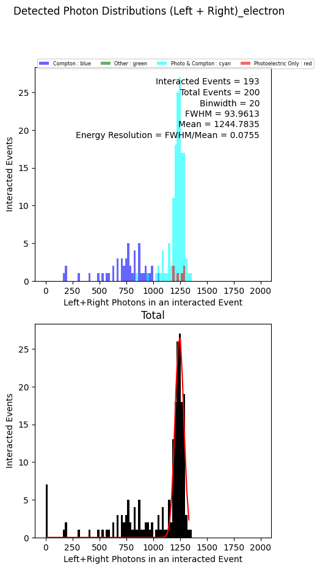 Detected Photon Distributions (Left + Right)_electron
Compton : blue
Other : green
Photo & Compton : cyan
Photoelectric Only : red
Interacted Events = 193
Total Events = 200
Binwidth = 20
FWHM = 93.9613
Mean = 1244.7835
Energy Resolution = FWHM/Mean = 0.0755
Interacted Events
25
20
15
10
5
0
0 250 500 750 1000 1250 1500 1750 2000
Left+Right Photons in an interacted Event
Total
Interacted Events
25
20
15
10
5
0
0 250 500 750 1000 1250 1500 1750 2000
Left+Right Photons in an interacted Event